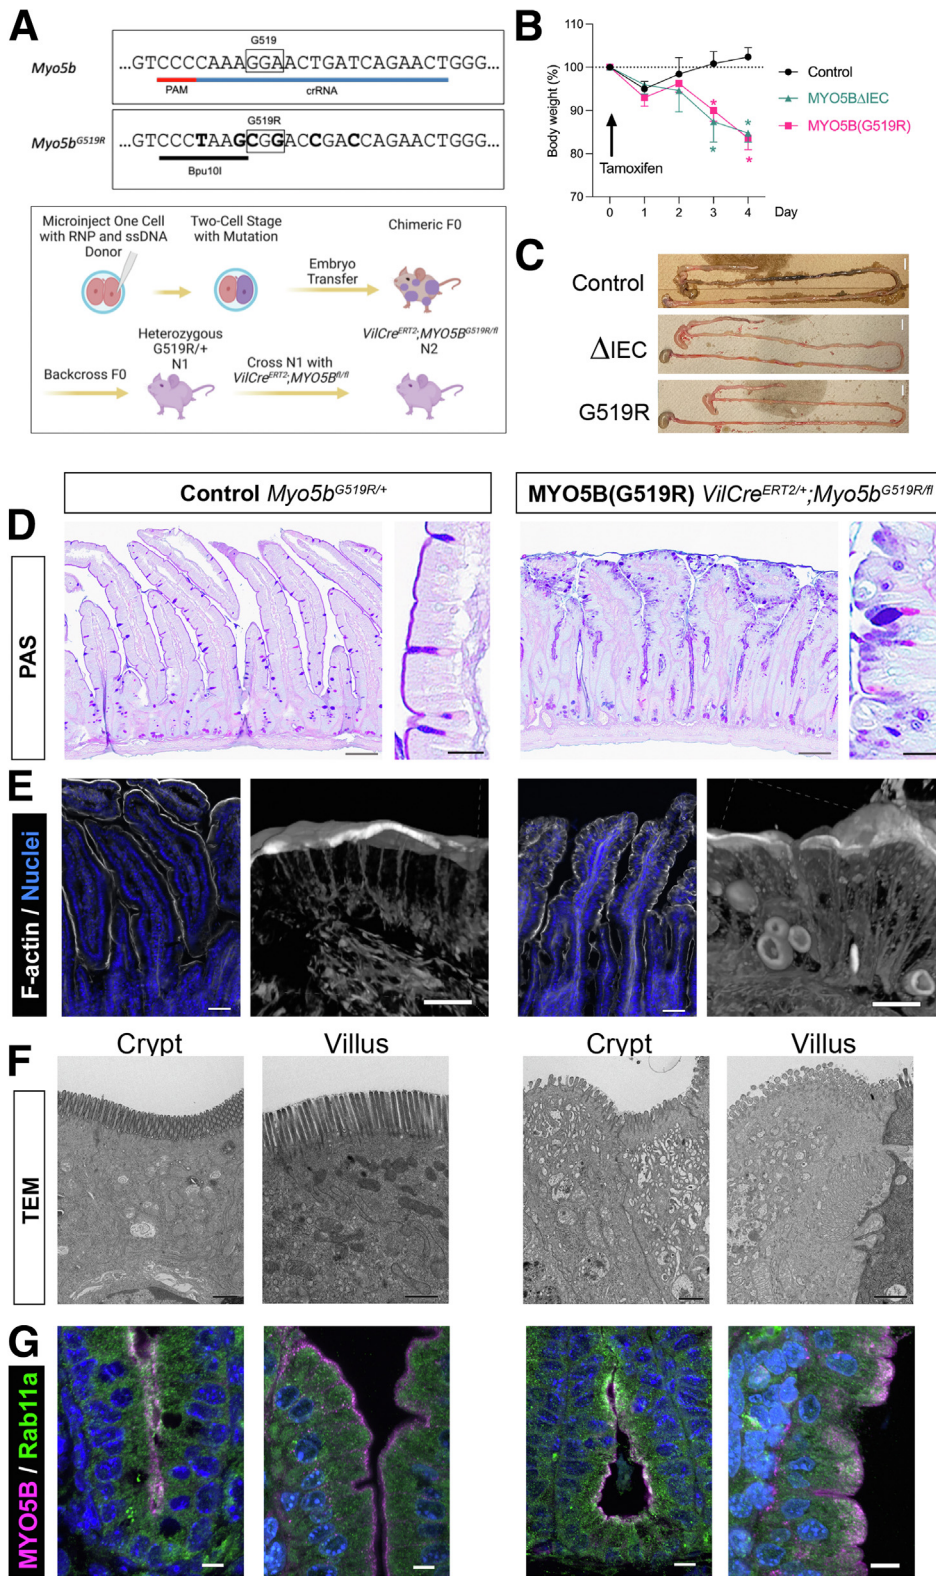 A
G519
Myo5b
...GTCCCCAAAGGAACTGATCAGAACTGGG...
PAM
crRNA
G519R
Myo5bG519R
...GTCCCTAAGCGGACCGACCAGAACTGGG...
Bpu10I
Microinject One Cell
with RNP and ssDNA
Donor
Two-Cell Stage
with Mutation
Chimeric F0
Embryo
Transfer
Heterozygous
G519R/+
N1
VilCreERT2;MYO5BG519R/fl
N2
Backcross F0
Cross N1 with
VilCreERT2;MYO5Bfl/fl
B
110
100
90
80
70
Body weight (%)
Tamoxifen
0 1 2 3 4 Day
Control
MYO5BΔIEC
MYO5B(G519R)
* * * *
C
Control
ΔIEC
G519R
Control Myo5bG519R/+
MYO5B(G519R) VilCreERT2/+;Myo5bG519R/fl
D
PAS
E
F-actin / Nuclei
Crypt Villus Crypt Villus
F
TEM
G
MYO5B / Rab11a